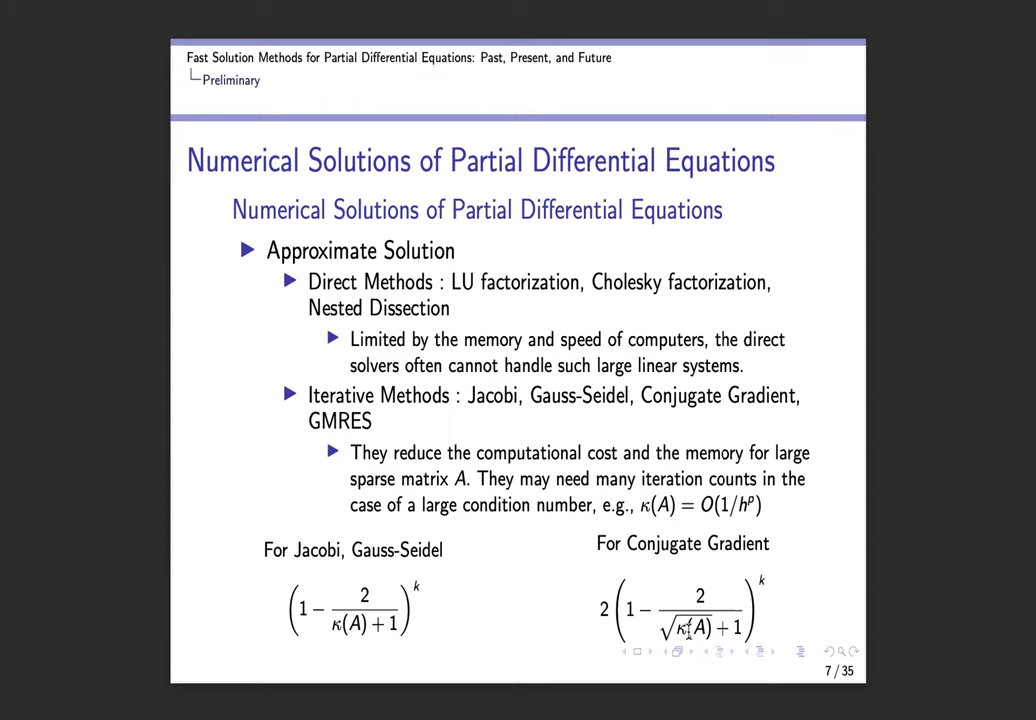 Fast Solution Methods for Partial Differential Equations: Past, Present, and Future
Preliminary
Numerical Solutions of Partial Differential Equations
Numerical Solutions of Partial Differential Equations
Approximate Solution
Direct Methods : LU factorization, Cholesky factorization,
Nested Dissection
Limited by the memory and speed of computers, the direct
solvers often cannot handle such large linear systems.
Iterative Methods : Jacobi, Gauss-Seidel, Conjugate Gradient,
GMRES
They reduce the computational cost and the memory for large
sparse matrix A. They may need many iteration counts in the
case of a large condition number, e.g., κ(A) = O(1/h^p)
For Jacobi, Gauss-Seidel
(1 − 2/(κ(A) + 1))^k
For Conjugate Gradient
2(1 − 2/(√κ(A) + 1))^k
7 / 35